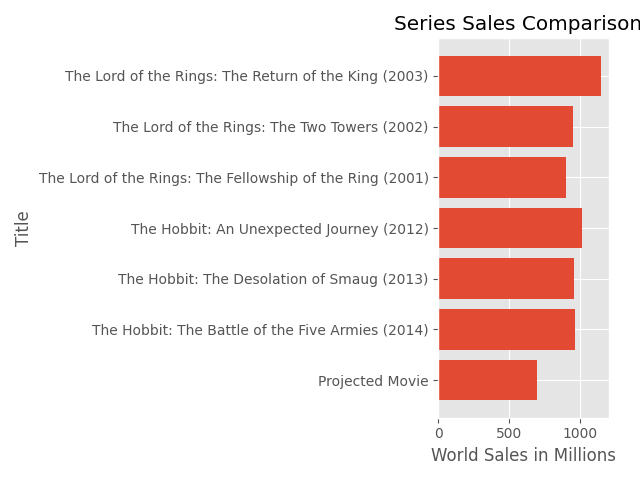 Series Sales Comparison
The Lord of the Rings: The Return of the King (2003)
The Lord of the Rings: The Two Towers (2002)
The Lord of the Rings: The Fellowship of the Ring (2001)
The Hobbit: An Unexpected Journey (2012)
The Hobbit: The Desolation of Smaug (2013)
The Hobbit: The Battle of the Five Armies (2014)
Projected Movie
Title
0 500 1000
World Sales in Millions